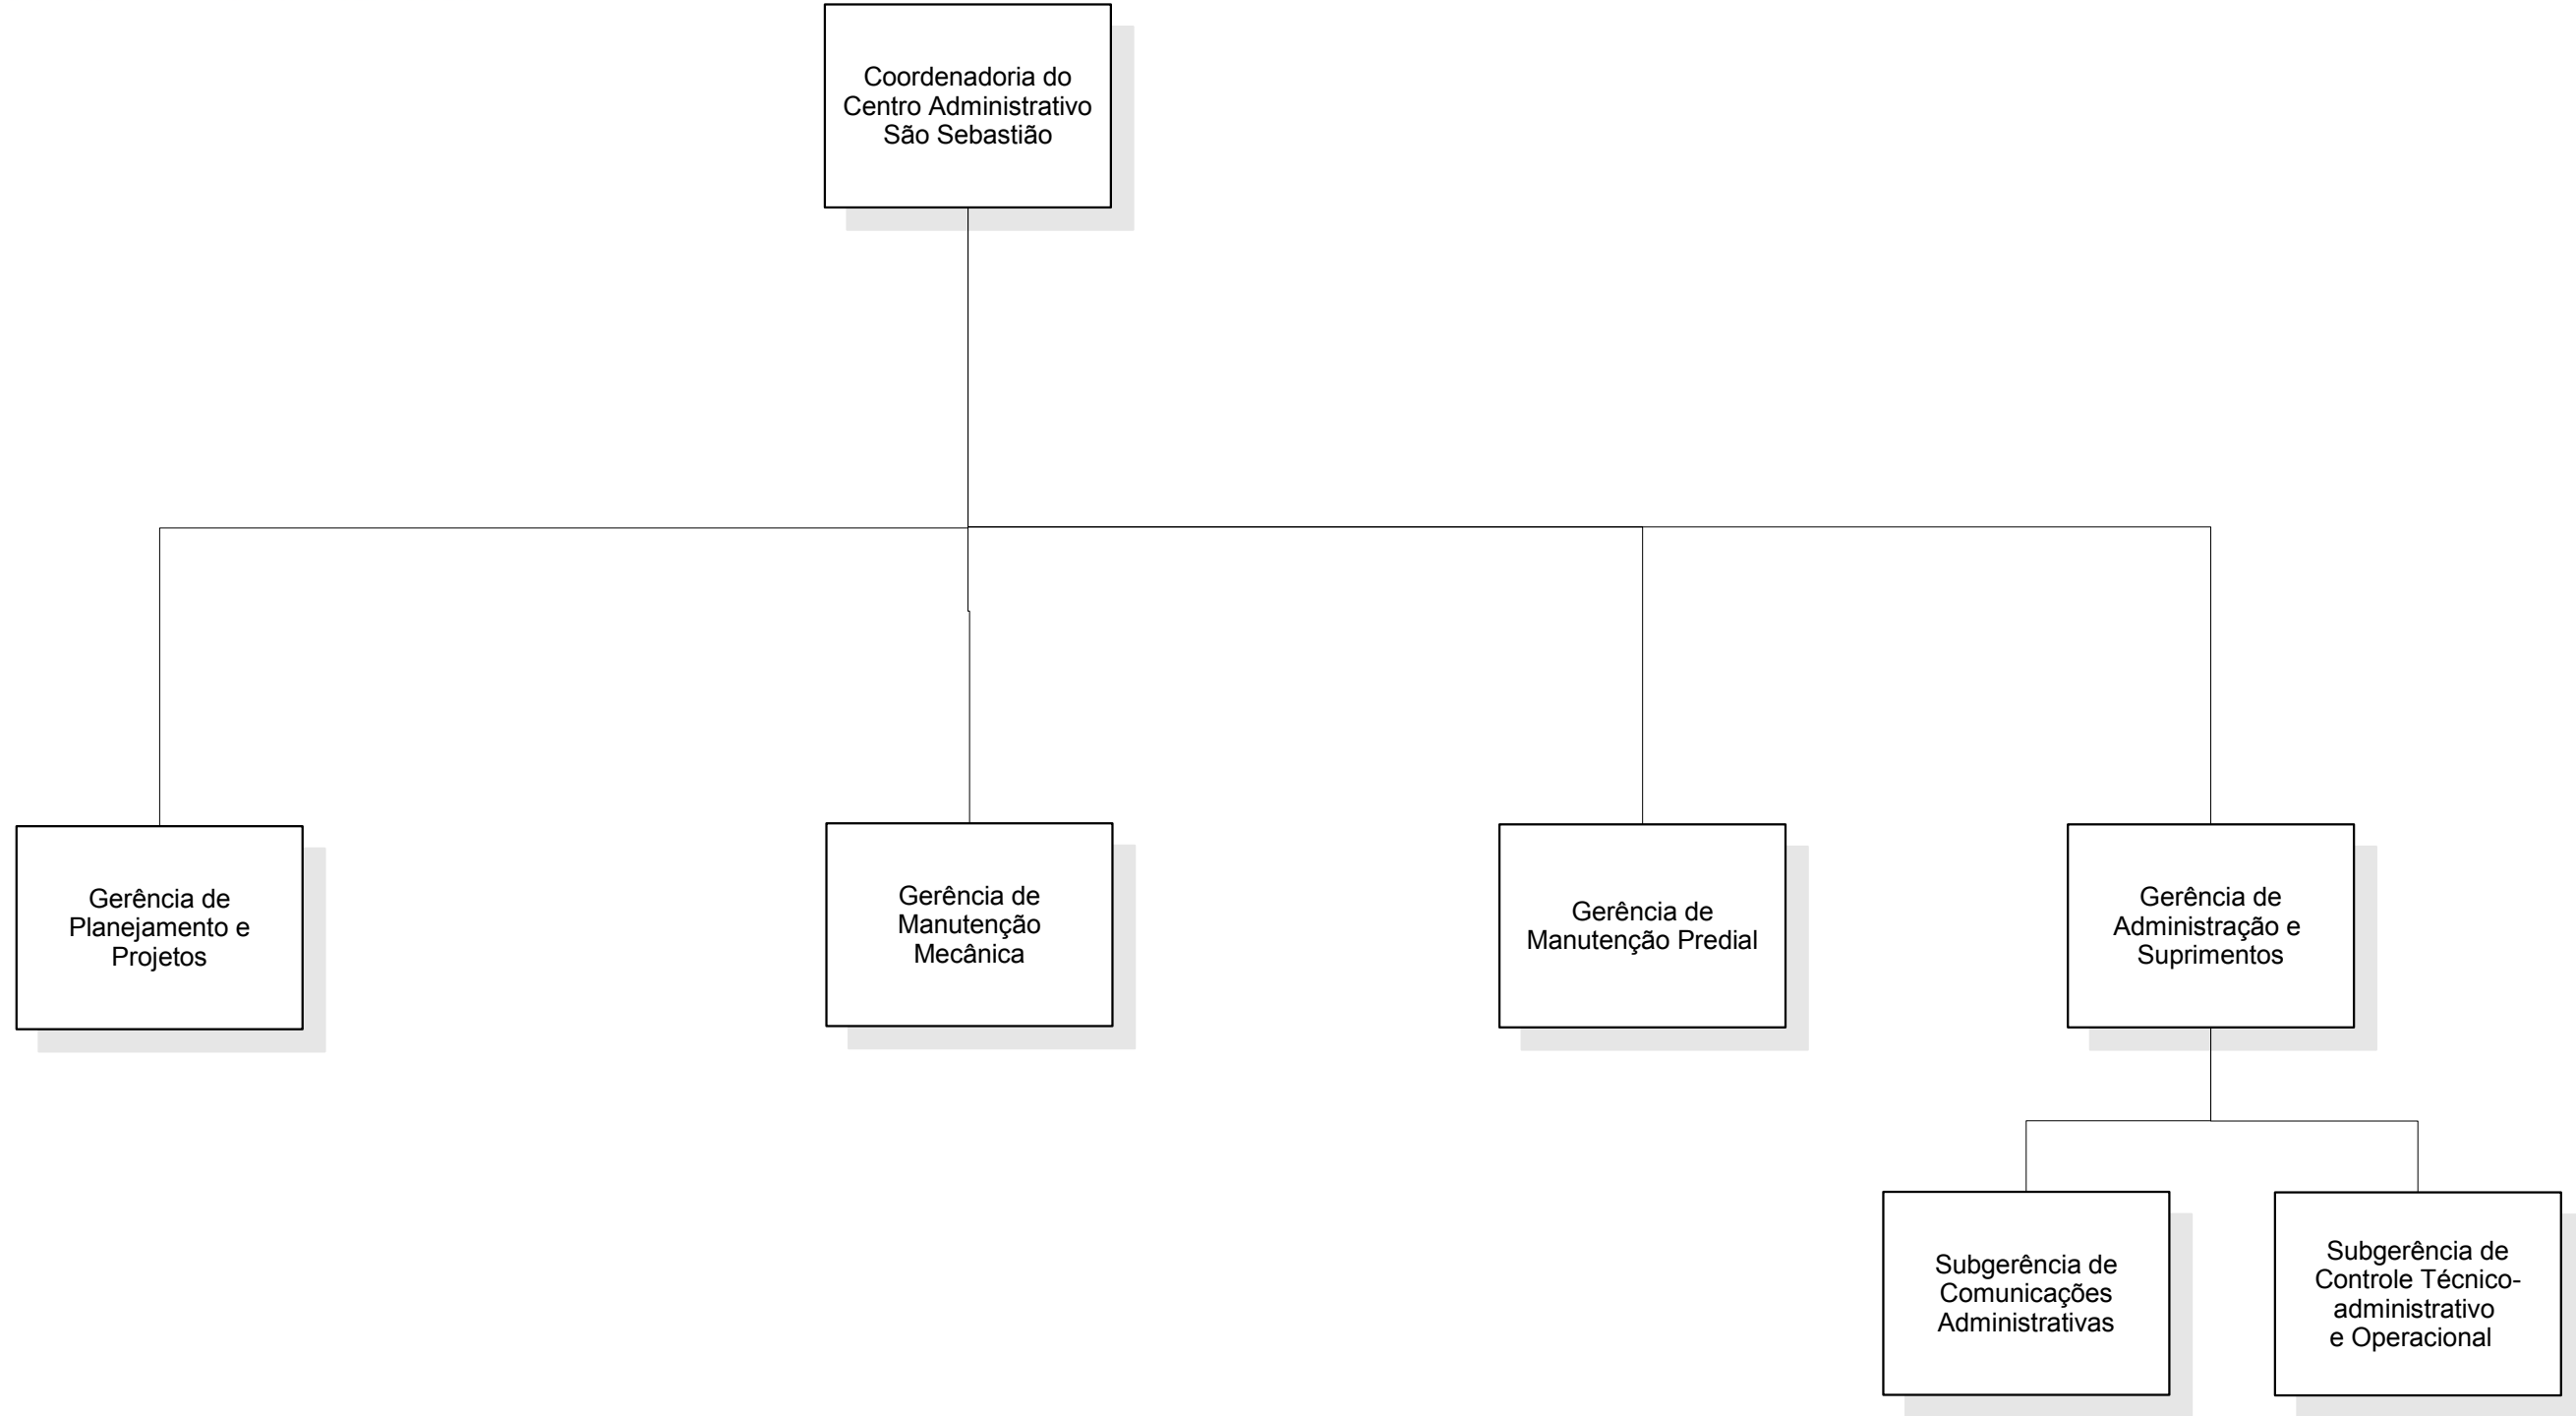 Coordenadoria do
Centro Administrativo
São Sebastião
Gerência de
Planejamento e
Projetos
Gerência de
Manutenção
Mecânica
Gerência de
Manutenção Predial
Gerência de
Administração e
Suprimentos
Subgerência de
Comunicações
Administrativas
Subgerência de
Controle Técnico-
administrativo
e Operacional